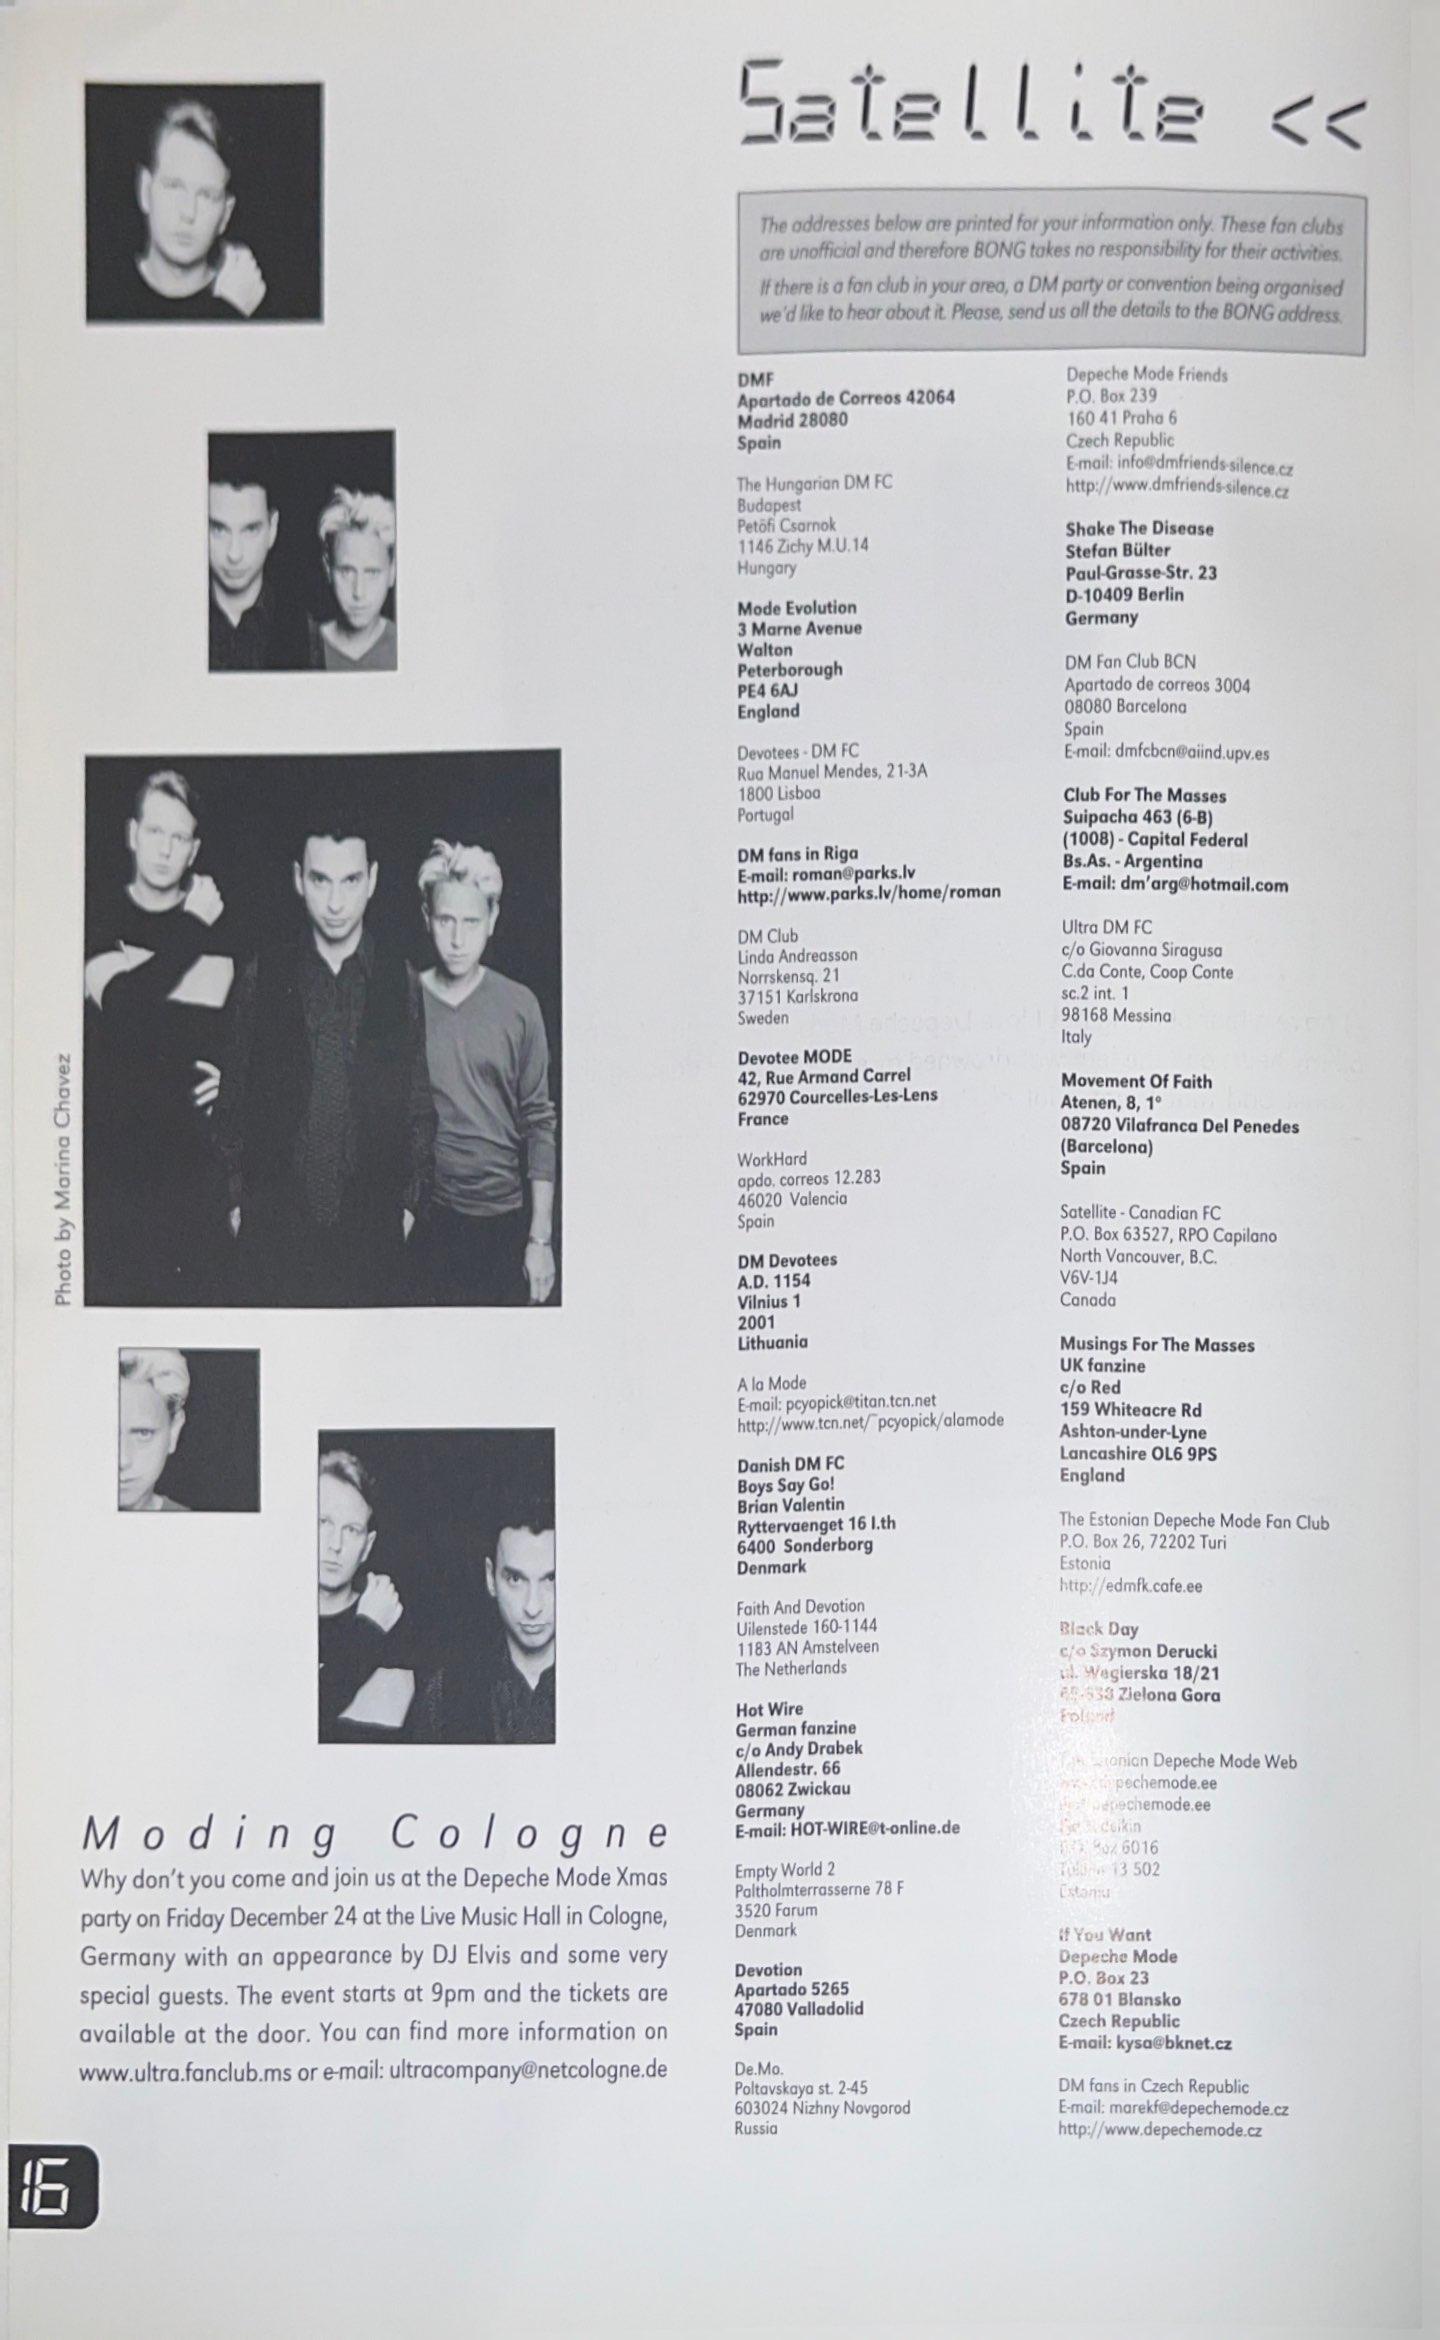 Satellite <<
The addresses below are printed for your information only. These fan clubs
are unofficial and therefore BONG takes no responsibility for their activities.
If there is a fan club in your area, a DM party or convention being organised
we'd like to hear about it. Please, send us all the details to the BONG address.
DMF
Apartado de Correos 42064
Madrid 28080
Spain
The Hungarian DM FC
Budapest
Petöfi Csarnok
1146 Zichy M.U.14
Hungary
Mode Evolution
3 Marne Avenue
Walton
Peterborough
PE4 6AJ
England
Devotees - DM FC
Rua Manuel Mendes, 21-3A
1800 Lisboa
Portugal
DM fans in Riga
E-mail: roman@parks.lv
http://www.parks.lv/home/roman
DM Club
Linda Andreasson
Norrskensq. 21
37151 Karlskrona
Sweden
Devotee MODE
42, Rue Armand Carrel
62970 Courcelles-Les-Lens
France
WorkHard
apdo. correos 12.283
46020 Valencia
Spain
DM Devotees
A.D. 1154
Vilnius 1
2001
Lithuania
A la Mode
E-mail: pcyopick@titan.tcn.net
http://www.tcn.net/~pcyopick/alamode
Danish DM FC
Boys Say Go!
Brian Valentin
Ryttervaenget 16 I.th
6400 Sonderborg
Denmark
Faith And Devotion
Uilenstede 160-1144
1183 AN Amstelveen
The Netherlands
Hot Wire
German fanzine
c/o Andy Drabek
Allendestr. 66
08062 Zwickau
Germany
E-mail: HOT-WIRE@t-online.de
Empty World 2
Paltholmterrasserne 78 F
3520 Farum
Denmark
Devotion
Apartado 5265
47080 Valladolid
Spain
De.Mo.
Poltavskaya st. 2-45
603024 Nizhny Novgorod
Russia
Depeche Mode Friends
P.O. Box 239
160 41 Praha 6
Czech Republic
E-mail: info@dmfriends-silence.cz
http://www.dmfriends-silence.cz
Shake The Disease
Stefan Bülter
Paul-Grasse-Str. 23
D-10409 Berlin
Germany
DM Fan Club BCN
Apartado de correos 3004
08080 Barcelona
Spain
E-mail: dmfcbcn@aiind.upv.es
Club For The Masses
Suipacha 463 (6-B)
(1008) - Capital Federal
Bs.As. - Argentina
E-mail: dm'arg@hotmail.com
Ultra DM FC
c/o Giovanna Siragusa
C.da Conte, Coop Conte
sc.2 int. 1
98168 Messina
Italy
Movement Of Faith
Atenen, 8, 1°
08720 Vilafranca Del Penedes
(Barcelona)
Spain
Satellite - Canadian FC
P.O. Box 63527, RPO Capilano
North Vancouver, B.C.
V6V-1J4
Canada
Musings For The Masses
UK fanzine
c/o Red
159 Whiteacre Rd
Ashton-under-Lyne
Lancashire OL6 9PS
England
The Estonian Depeche Mode Fan Club
P.O. Box 26, 72202 Turi
Estonia
http://edmfk.cafe.ee
Black Day
c/o Szymon Derucki
ul. Wegierska 18/21
Zielona Gora
Poland
Depeche Mode Web
Box 6016
13 502
Estonia
If You Want
Depeche Mode
P.O. Box 23
678 01 Blansko
Czech Republic
E-mail: kysa@bknet.cz
DM fans in Czech Republic
E-mail: marekf@depechemode.cz
http://www.depechemode.cz
Photo by Marina Chavez
Moding Cologne
Why don't you come and join us at the Depeche Mode Xmas
party on Friday December 24 at the Live Music Hall in Cologne,
Germany with an appearance by DJ Elvis and some very
special guests. The event starts at 9pm and the tickets are
available at the door. You can find more information on
www.ultra.fanclub.ms or e-mail: ultracompany@netcologne.de
16